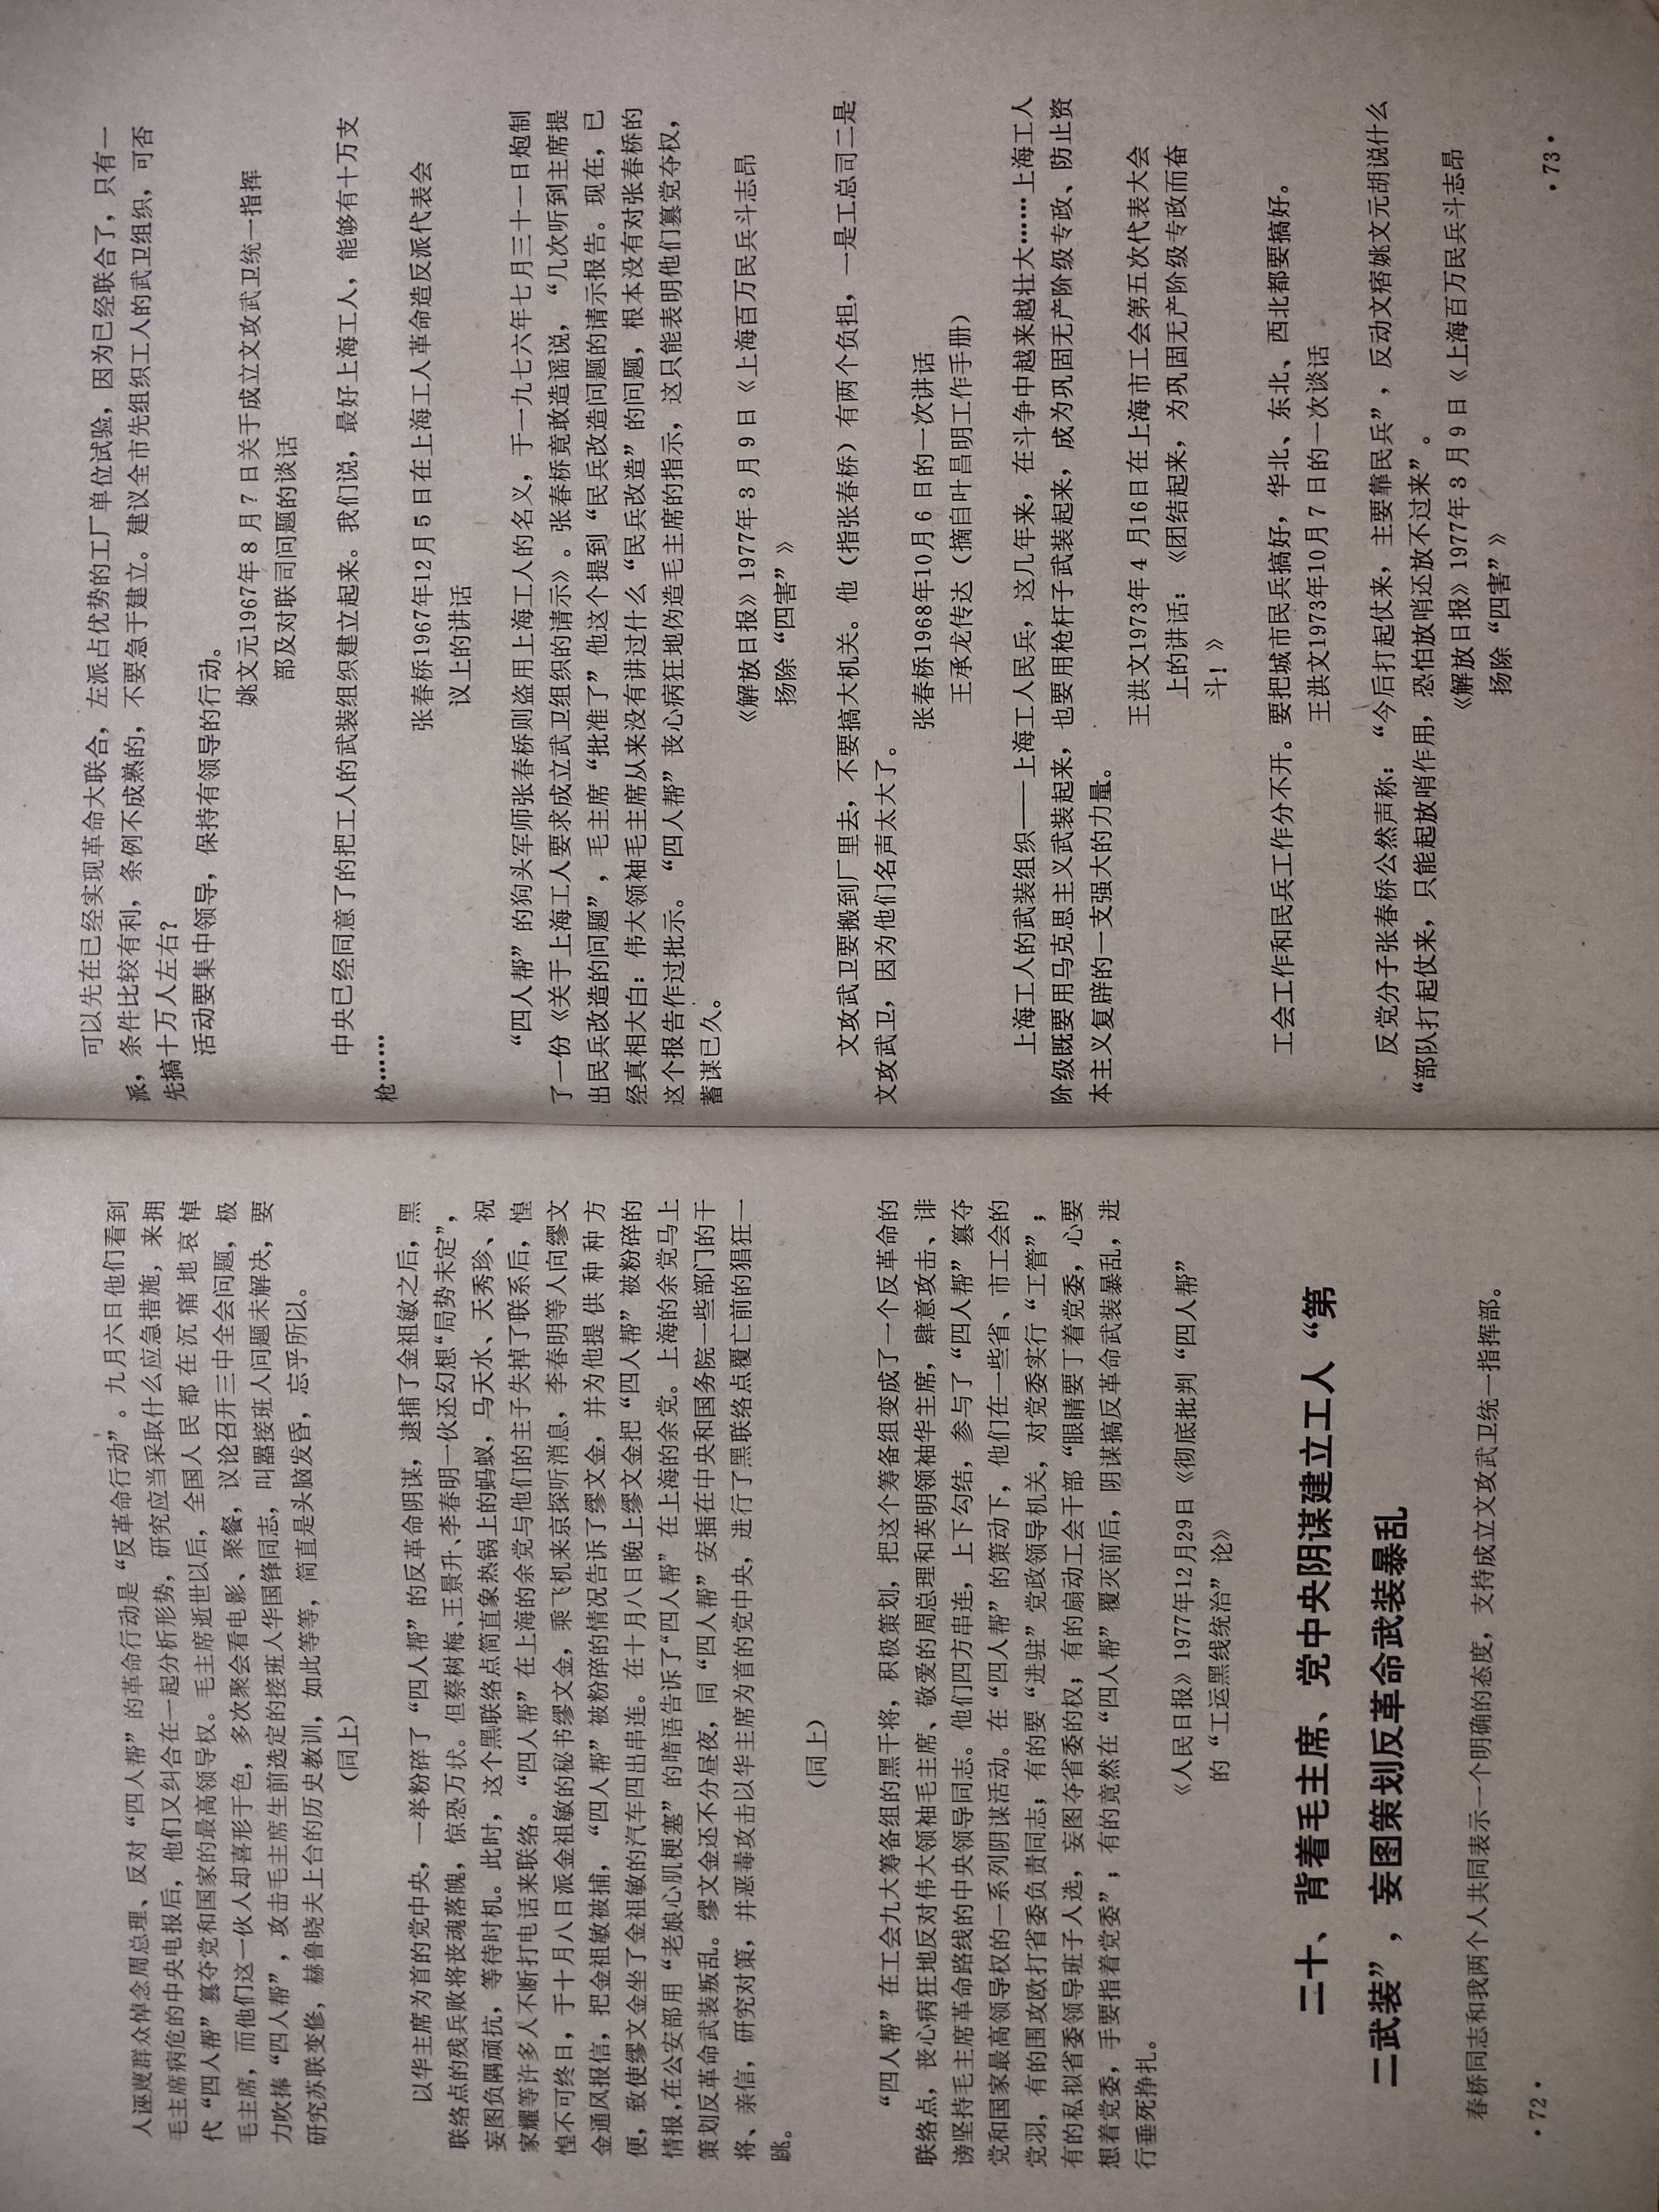 人诬蔑群众悼念周总理、反对“四人帮”的革命行动是“反革命行动”。九月六日他们看到
毛主席病危的中央电报后，他们又纠合在一起分析形势，研究应当采取什么应急措施，来拥
代“四人帮”篡夺党和国家的最高领导权。毛主席逝世以后，全国人民都在沉痛地哀悼
毛主席，而他们这一伙人却喜形于色，多次聚会看电影、聚餐，议论召开三中全会问题，极
力吹捧“四人帮”，攻击毛主席生前选定的接班人华国锋同志，叫嚣接班人问题未解决，要
研究苏联变修，赫鲁晓夫上台的历史教训，如此等等，简直是头脑发昏，忘乎所以。
（同上）
以华主席为首的党中央，一举粉碎了“四人帮”的反革命阴谋，逮捕了金祖敏之后，黑
联络点的残兵败将丧魂落魄，惊恐万状。但蔡树梅、王景升、李春明一伙还幻想“局势未定”，
妄图负隅顽抗，等待时机。此时，这个黑联络点简直象热锅上的蚂蚁，马天水、天秀珍、祝
家耀等许多人不断打电话来联络。“四人帮”在上海的余党与他们的主子失掉了联系后，惶
惶不可终日，于十月八日派金祖敏的秘书缪文金，乘飞机来京探听消息，李春明等人向缪文
金通风报信，把金祖敏被捕，“四人帮”被粉碎的情况告诉了缪文金，并为他提供种种方
便，致使缪文金坐了金祖敏的汽车四出串连。在十月八日晚上缪文金把“四人帮”被粉碎的
情报，在公安部用“老娘心肌梗塞”的暗语告诉了“四人帮”在上海的余党。上海的余党马上
策划反革命武装叛乱。缪文金还不分昼夜，同“四人帮”安插在中央和国务院一些部门的干
将、亲信，研究对策，并恶毒攻击以华主席为首的党中央，进行了黑联络点覆亡前的猖狂一
跳。
（同上）
“四人帮”在工会九大筹备组的黑干将，积极策划，把这个筹备组变成了一个反革命的
联络点，丧心病狂地反对伟大领袖毛主席、敬爱的周总理和英明领袖华主席，肆意攻击、诽
谤坚持毛主席革命路线的中央领导同志。他们四方串连，上下勾结，参与了“四人帮”篡夺
党和国家最高领导权的一系列阴谋活动。在“四人帮”的策动下，他们在一些省、市工会的
党羽，有的围攻欧打省委负责同志；有的要“进驻”党政领导机关，对党委实行“工管”；
有的私拟省委领导班子人选，妄图夺省委的权；有的扇动工会干部“眼睛要丁着党委，心要
想着党委，手要指着党委”；有的竟然在“四人帮”覆灭前后，阴谋搞反革命武装暴乱，进
行垂死挣扎。
《人民日报》1977年12月29日《彻底批判“四人帮”
的“工运黑线统治”论》
二十、背着毛主席、党中央阴谋建立工人“第
二武装”，妄图策划反革命武装暴乱
春桥同志和我两个人共同表示一个明确的态度，支持成立文攻武卫统一指挥部。
·72·
可以先在已经实现革命大联合，左派占优势的工厂单位试验，因为已经联合了，只有一
派，条件比较有利，条例不成熟的，不要急于建立。建议全市先组织工人的武卫组织，可否
先搞十万人左右？
活动要集中领导，保持有领导的行动。
姚文元1967年8月7日关于成立文攻武卫统一指挥
部及对联司问题的谈话
中央已经同意了的把工人的武装组织建立起来。我们说，最好上海工人，能够有十万支
枪……
张春桥1967年12月5日在上海工人革命造反派代表会
议上的讲话
“四人帮”的狗头军师张春桥则盗用上海工人的名义，于一九七六年七月三十一日炮制
了一份《关于上海工人要求成立武卫组织的请示》。张春桥竟敢造谣说，“几次听到主席提
出民兵改造的问题”，毛主席“批准了”他这个提到“民兵改造问题的请示报告。现在，已
经真相大白：伟大领袖毛主席从来没有讲过什么“民兵改造”的问题，根本没有对张春桥的
这个报告作过批示。“四人帮”丧心病狂地伪造毛主席的指示，这只能表明他们篡党夺权，
蓄谋已久。
《解放日报》1977年3月9日《上海百万民兵斗志昂
扬除“四害”》
文攻武卫要搬到厂里去，不要搞大机关。他（指张春桥）有两个负担，一是工总司二是
文攻武卫，因为他们名声太大了。
张春桥1968年10月6日的一次讲话
王承龙传达（摘自叶昌明工作手册）
上海工人的武装组织——上海工人民兵，这几年来，在斗争中越来越壮大……上海工人
阶级既要用马克思主义武装起来，也要用枪杆子武装起来，成为巩固无产阶级专政、防止资
本主义复辟的一支强大的力量。
王洪文1973年4月16日在上海市工会第五次代表大会
上的讲话：《团结起来，为巩固无产阶级专政而奋
斗！》
工会工作和民兵工作分不开。要把城市民兵搞好，华北、东北、西北都要搞好。
王洪文1973年10月7日的一次谈话
反党分子张春桥公然声称：“今后打起仗来，主要靠民兵”，反动文痞姚文元胡说什么
“部队打起仗来，只能起放哨作用，恐怕放哨还放不过来”。
《解放日报》1977年3月9日《上海百万民兵斗志昂
扬除“四害”》
·73·